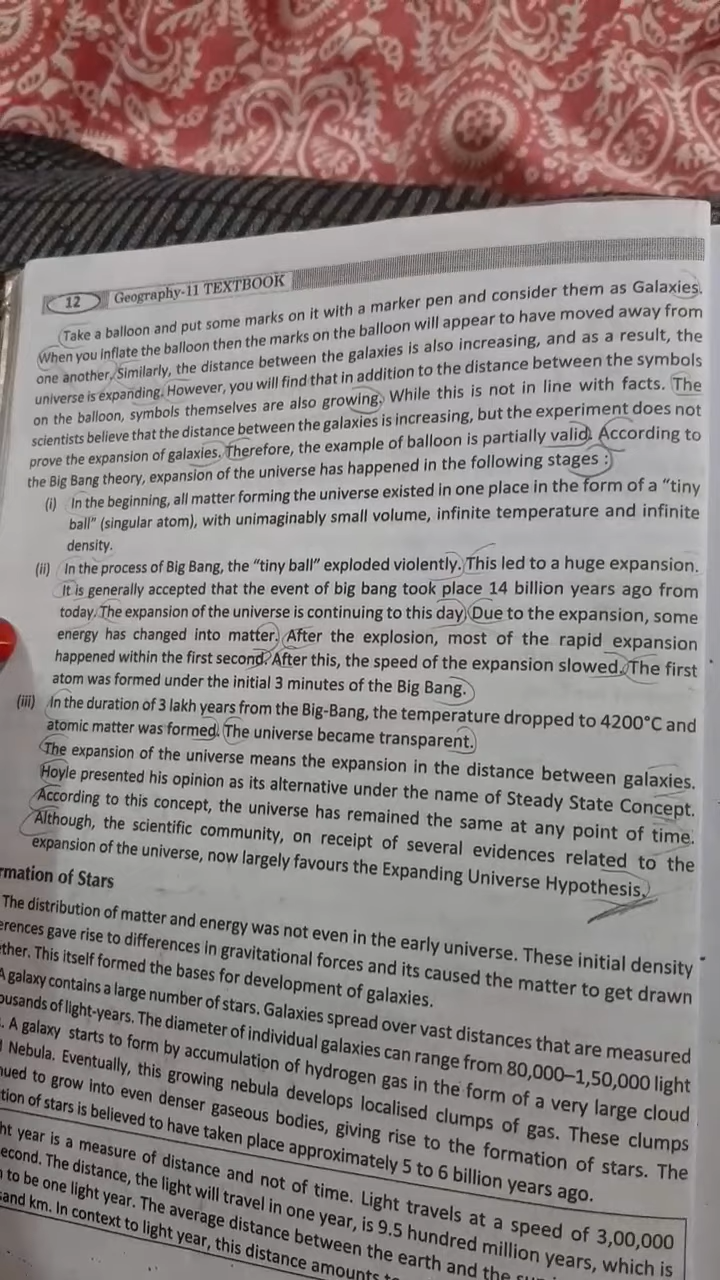 12 Geography-11 TEXTBOOK
Take a balloon and put some marks on it with a marker pen and consider them as Galaxies.
When you inflate the balloon then the marks on the balloon will appear to have moved away from
one another. Similarly, the distance between the galaxies is also increasing, and as a result, the
universe is expanding. However, you will find that in addition to the distance between the symbols
on the balloon, symbols themselves are also growing. While this is not in line with facts. The
scientists believe that the distance between the galaxies is increasing, but the experiment does not
prove the expansion of galaxies. Therefore, the example of balloon is partially valid. According to
the Big Bang theory, expansion of the universe has happened in the following stages :
(i) In the beginning, all matter forming the universe existed in one place in the form of a “tiny
ball” (singular atom), with unimaginably small volume, infinite temperature and infinite
density.
(ii) In the process of Big Bang, the “tiny ball” exploded violently. This led to a huge expansion.
It is generally accepted that the event of big bang took place 14 billion years ago from
today. The expansion of the universe is continuing to this day. Due to the expansion, some
energy has changed into matter. After the explosion, most of the rapid expansion
happened within the first second. After this, the speed of the expansion slowed. The first
atom was formed under the initial 3 minutes of the Big Bang.
(iii) In the duration of 3 lakh years from the Big-Bang, the temperature dropped to 4200°C and
atomic matter was formed. The universe became transparent.
The expansion of the universe means the expansion in the distance between galaxies.
Hoyle presented his opinion as its alternative under the name of Steady State Concept.
According to this concept, the universe has remained the same at any point of time.
Although, the scientific community, on receipt of several evidences related to the
expansion of the universe, now largely favours the Expanding Universe Hypothesis.
rmation of Stars
The distribution of matter and energy was not even in the early universe. These initial density
erences gave rise to differences in gravitational forces and its caused the matter to get drawn
ether. This itself formed the bases for development of galaxies.
A galaxy contains a large number of stars. Galaxies spread over vast distances that are measured
ousands of light-years. The diameter of individual galaxies can range from 80,000–1,50,000 light
. A galaxy starts to form by accumulation of hydrogen gas in the form of a very large cloud
Nebula. Eventually, this growing nebula develops localised clumps of gas. These clumps
nued to grow into even denser gaseous bodies, giving rise to the formation of stars. The
tion of stars is believed to have taken place approximately 5 to 6 billion years ago.
ht year is a measure of distance and not of time. Light travels at a speed of 3,00,000
econd. The distance, the light will travel in one year, is 9.5 hundred million years, which is
to be one light year. The average distance between the earth and the
sand km. In context to light year, this distance amounts